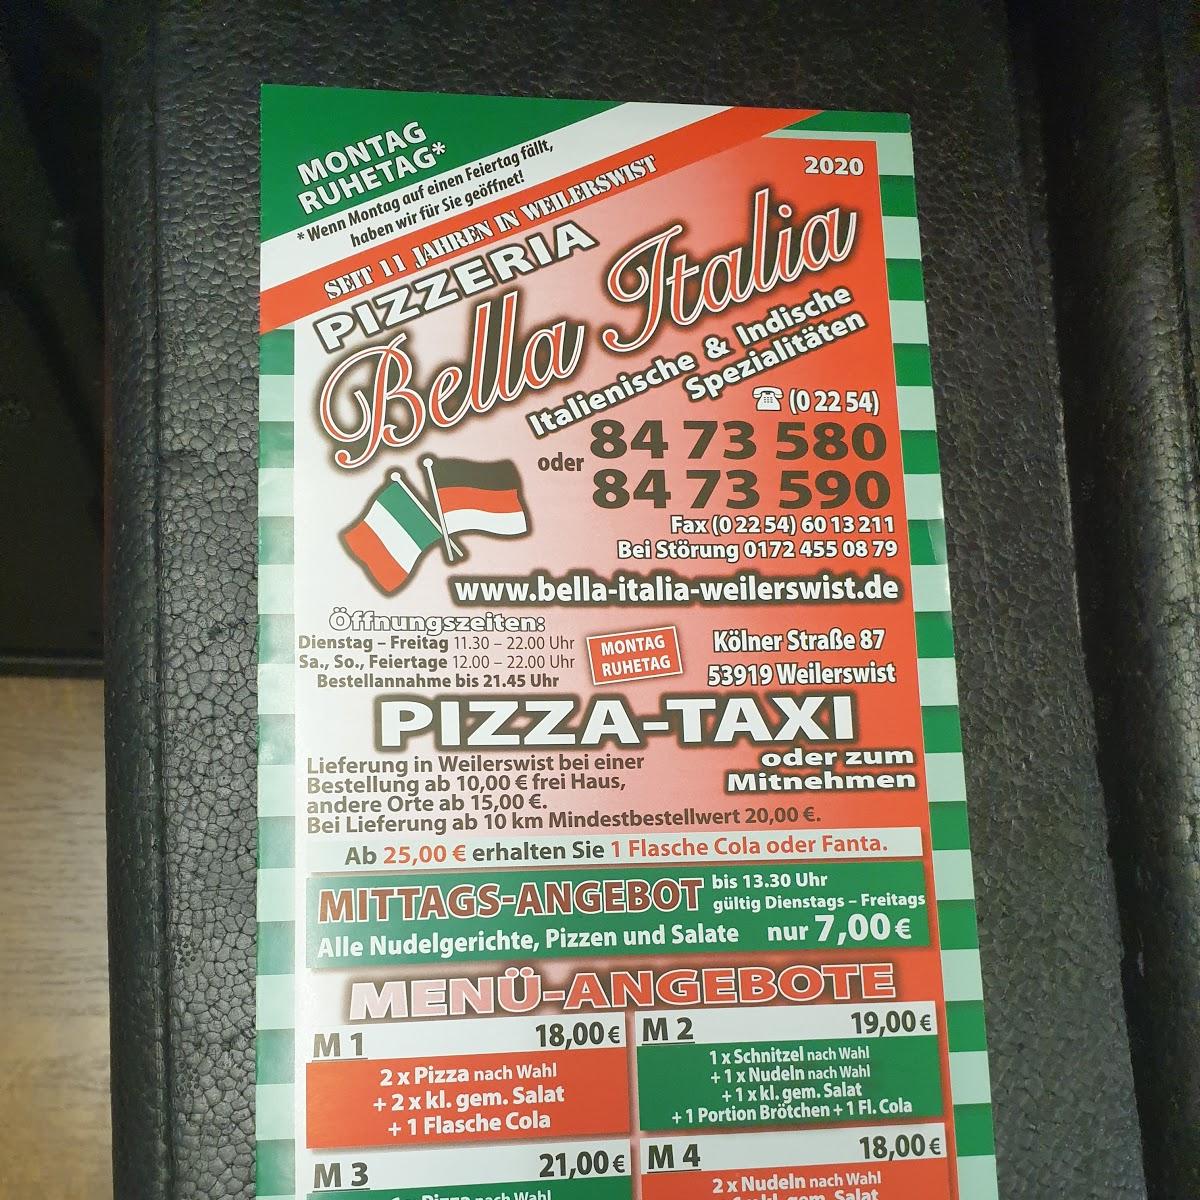 MONTAG
RUHETAG*
* Wenn Montag auf einen Feiertag fällt,
haben wir für Sie geöffnet!
SEIT 11 JAHREN IN WEILERSWIST
2020
PIZZERIA
Bella Italia
Italienische & Indische
Spezialitäten
☎ (0 22 54)
84 73 580
oder
84 73 590
Fax (0 22 54) 60 13 211
Bei Störung 0172 455 08 79
www.bella-italia-weilerswist.de
Öffnungszeiten:
Dienstag – Freitag 11.30 – 22.00 Uhr
Sa., So., Feiertage 12.00 – 22.00 Uhr
Bestellannahme bis 21.45 Uhr
MONTAG
RUHETAG
Kölner Straße 87
53919 Weilerswist
PIZZA-TAXI
oder zum
Mitnehmen
Lieferung in Weilerswist bei einer
Bestellung ab 10,00 € frei Haus,
andere Orte ab 15,00 €.
Bei Lieferung ab 10 km Mindestbestellwert 20,00 €.
Ab 25,00 € erhalten Sie 1 Flasche Cola oder Fanta.
MITTAGS-ANGEBOT bis 13.30 Uhr
gültig Dienstags – Freitags
Alle Nudelgerichte, Pizzen und Salate nur 7,00 €
MENÜ-ANGEBOTE
M 1 18,00 €
2 x Pizza nach Wahl
+ 2 x kl. gem. Salat
+ 1 Flasche Cola
M 2 19,00 €
1 x Schnitzel nach Wahl
+ 1 x Nudeln nach Wahl
+ 1 x kl. gem. Salat
+ 1 Portion Brötchen + 1 Fl. Cola
M 3 21,00 €
Pizza nach Wahl
M 4 18,00 €
2 x Nudeln nach Wahl
kl. gem. Salat